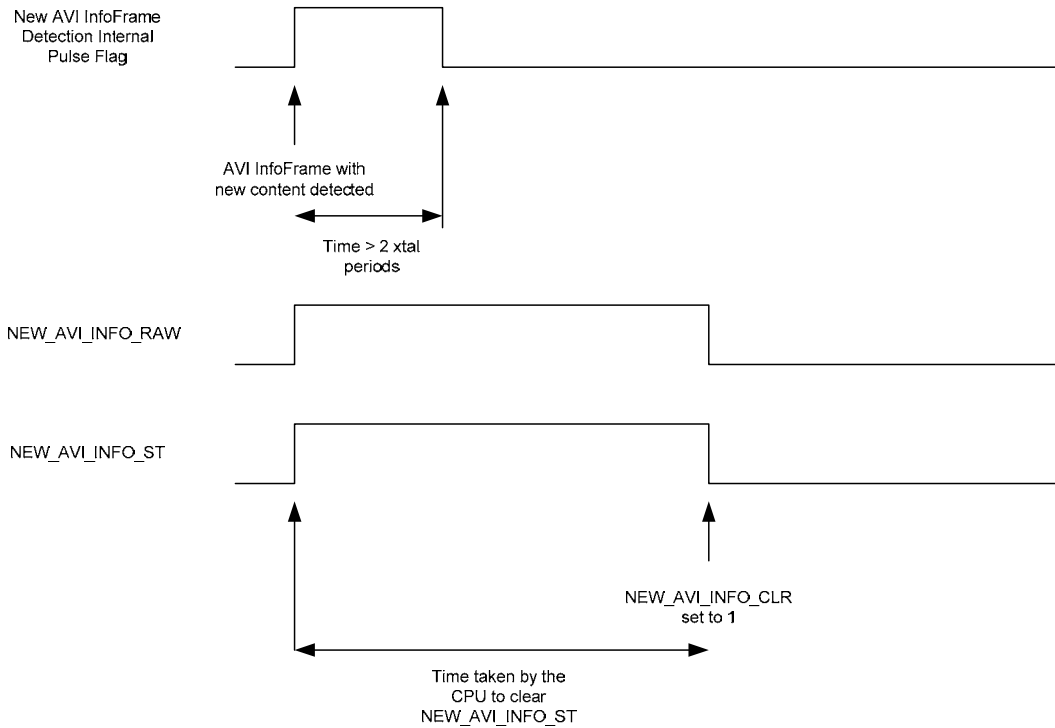 New AVI InfoFrame
Detection Internal
Pulse Flag
AVI InfoFrame with
new content detected
Time > 2 xtal
periods
NEW_AVI_INFO_RAW
NEW_AVI_INFO_ST
NEW_AVI_INFO_CLR
set to 1
Time taken by the
CPU to clear
NEW_AVI_INFO_ST